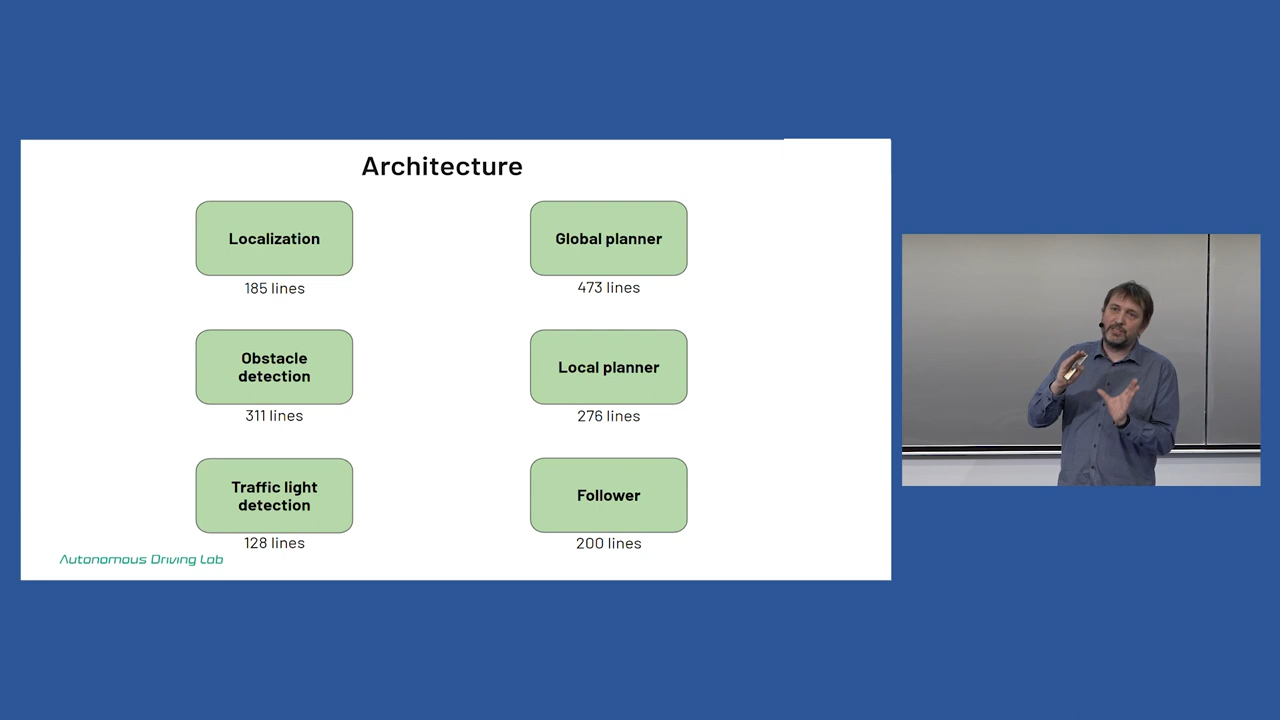 Architecture
Localization
185 lines
Global planner
473 lines
Obstacle
detection
311 lines
Local planner
276 lines
Traffic light
detection
128 lines
Follower
200 lines
Autonomous Driving Lab